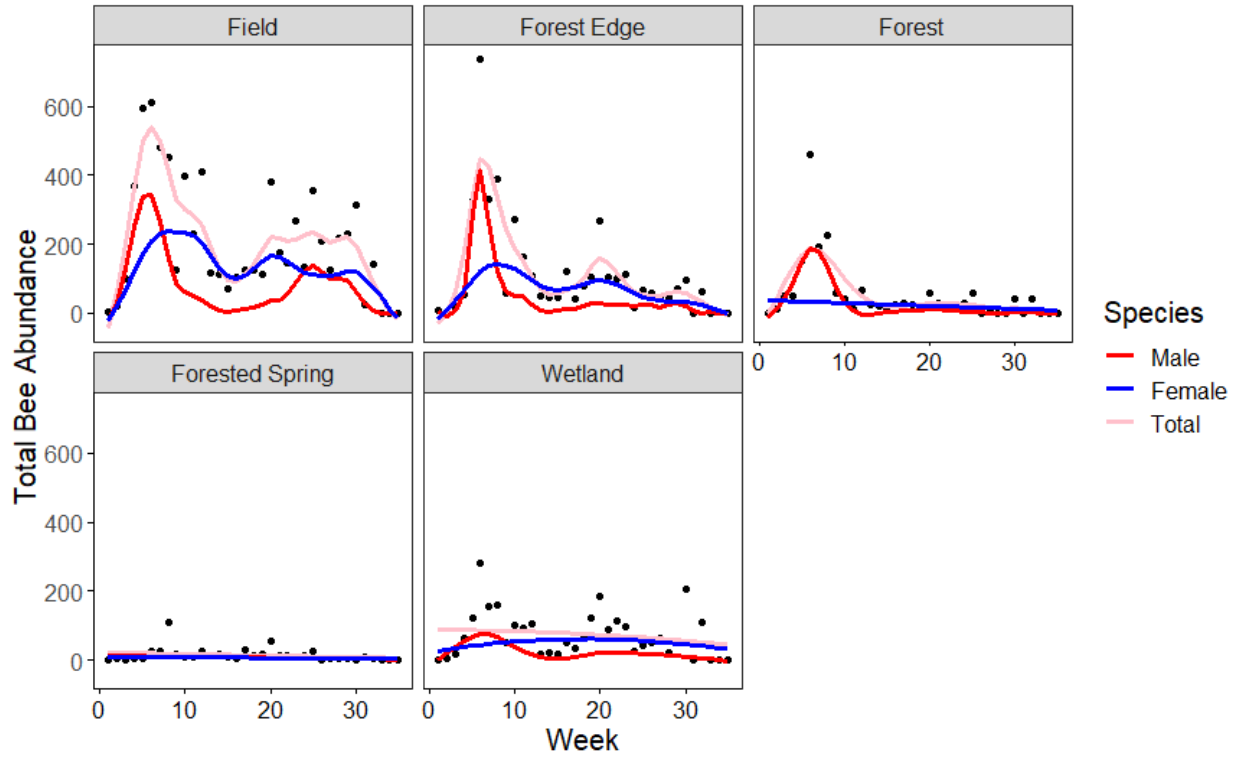 Field
Forest Edge
Forest
600
400
200
0
0 10 20 30
Forested Spring
Wetland
600
400
200
0
0 10 20 30
0 10 20 30
Total Bee Abundance
Week
Species
Male
Female
Total